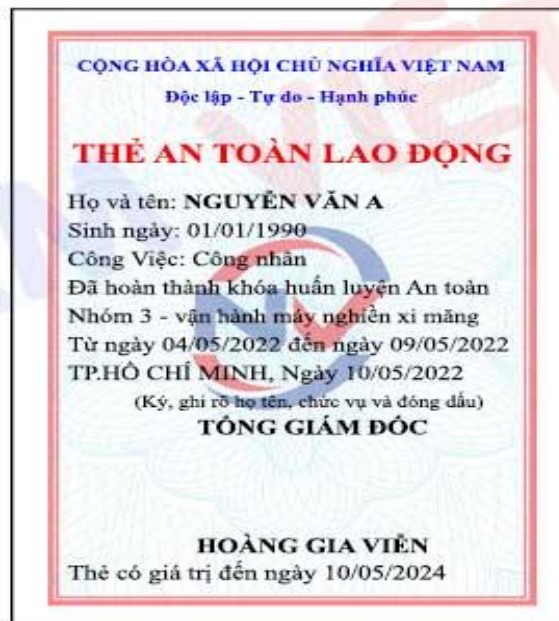 CỘNG HÒA XÃ HỘI CHỦ NGHĨA VIỆT NAM
Độc lập - Tự do - Hạnh phúc
THẺ AN TOÀN LAO ĐỘNG
Họ và tên: NGUYỄN VĂN A
Sinh ngày: 01/01/1990
Công Việc: Công nhân
Đã hoàn thành khóa huấn luyện An toàn
Nhóm 3 - vận hành máy nghiền xi măng
Từ ngày 04/05/2022 đến ngày 09/05/2022
TP.HỒ CHÍ MINH, Ngày 10/05/2022
(Ký, ghi rõ họ tên, chức vụ và đóng dấu)
TỔNG GIÁM ĐỐC
HOÀNG GIA VIÊN
Thẻ có giá trị đến ngày 10/05/2024